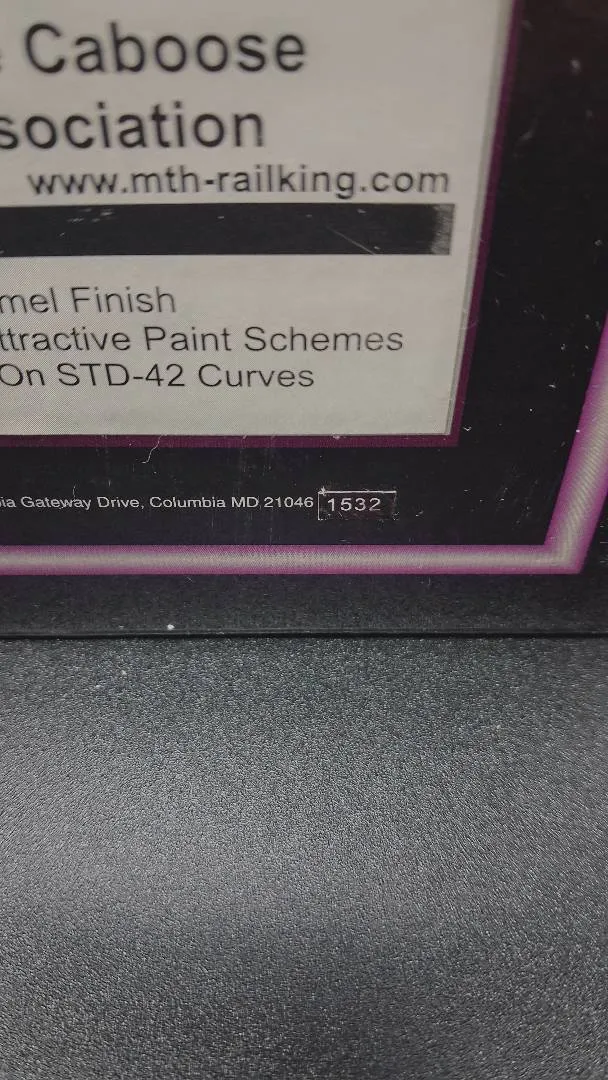 Caboose
sociation
www.mth-railking.com
mel Finish
ttractive Paint Schemes
On STD-42 Curves
ia Gateway Drive, Columbia MD 21046 1532